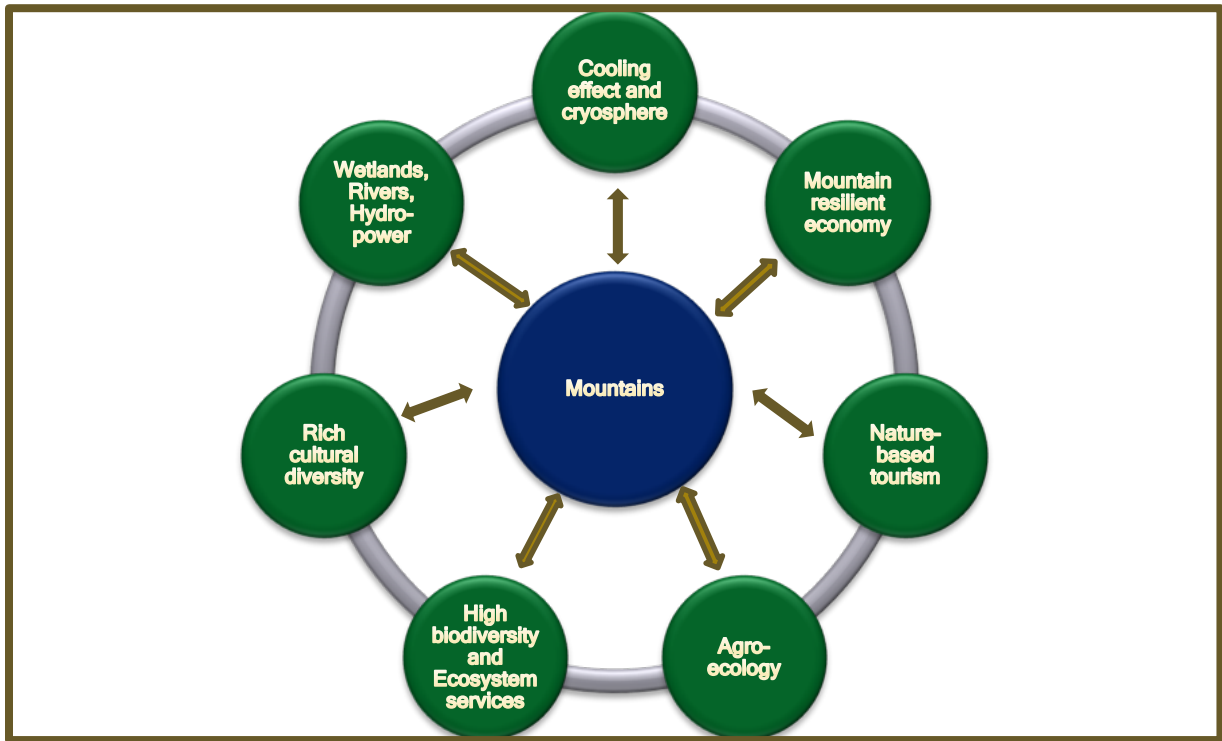 Cooling
effect and
cryosphere
Mountain
resilient
economy
Nature-
based
tourism
Agro-
ecology
High
biodiversity
and
Ecosystem
services
Rich
cultural
diversity
Wetlands,
Rivers,
Hydro-
power
Mountains